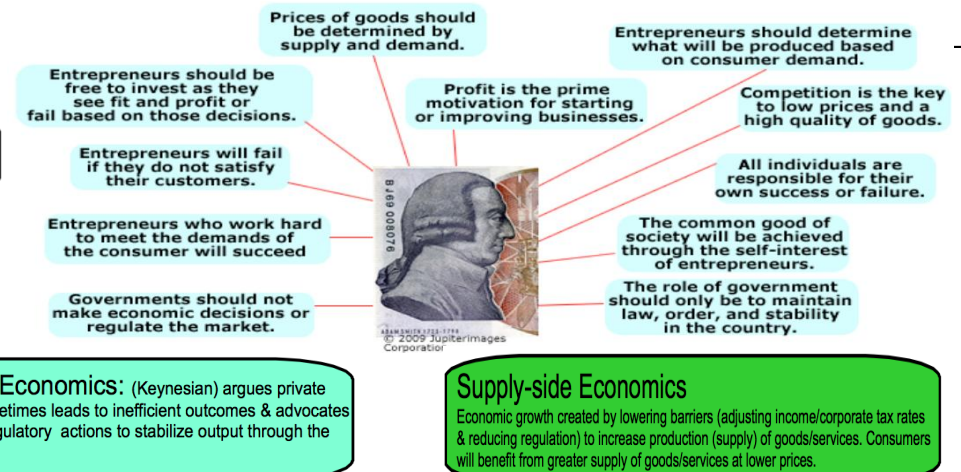 Prices of goods should
be determined by
supply and demand.
Entrepreneurs should determine
what will be produced based
on consumer demand.
Entrepreneurs should be
free to invest as they
see fit and profit or
fail based on those decisions.
Profit is the prime
motivation for starting
or improving businesses.
Competition is the key
to low prices and a
high quality of goods.
Entrepreneurs will fail
if they do not satisfy
their customers.
All individuals are
responsible for their
own success or failure.
Entrepreneurs who work hard
to meet the demands of
the consumer will succeed
The common good of
society will be achieved
through the self-interest
of entrepreneurs.
Governments should not
make economic decisions or
regulate the market.
The role of government
should only be to maintain
law, order, and stability
in the country.
BJ69 008076
ADAM SMITH 1723-1790
© 2009 Jupiterimages
Corporation
Economics: (Keynesian) argues private
etimes leads to inefficient outcomes & advocates
gulatory actions to stabilize output through the
Supply-side Economics
Economic growth created by lowering barriers (adjusting income/corporate tax rates
& reducing regulation) to increase production (supply) of goods/services. Consumers
will benefit from greater supply of goods/services at lower prices.